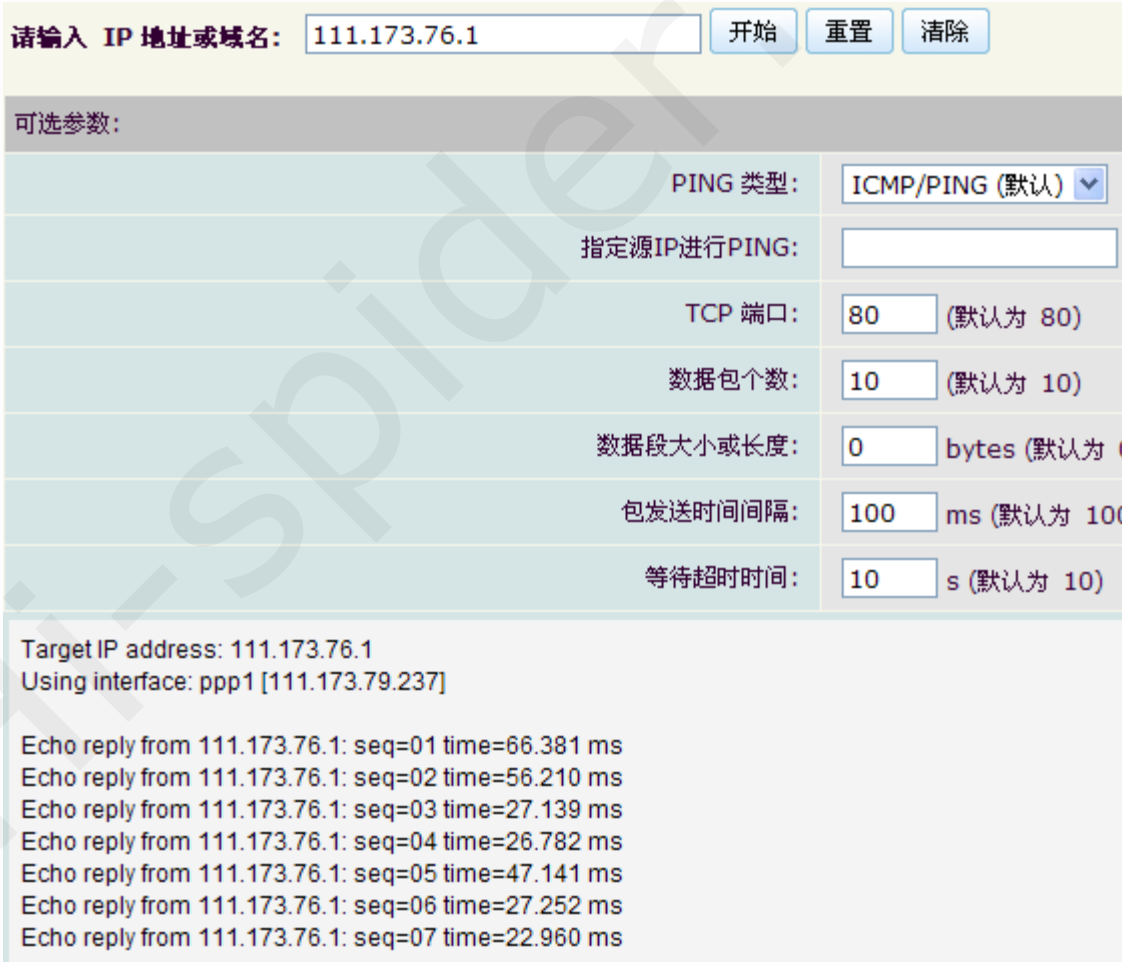 请输入 IP 地址或域名: 111.173.76.1 开始 重置 清除
可选参数:
PING 类型: ICMP/PING (默认)
指定源IP进行PING:
TCP 端口: 80 (默认为 80)
数据包个数: 10 (默认为 10)
数据段大小或长度: 0 bytes (默认为
包发送时间间隔: 100 ms (默认为 100
等待超时时间: 10 s (默认为 10)
Target IP address: 111.173.76.1
Using interface: ppp1 [111.173.79.237]
Echo reply from 111.173.76.1: seq=01 time=66.381 ms
Echo reply from 111.173.76.1: seq=02 time=56.210 ms
Echo reply from 111.173.76.1: seq=03 time=27.139 ms
Echo reply from 111.173.76.1: seq=04 time=26.782 ms
Echo reply from 111.173.76.1: seq=05 time=47.141 ms
Echo reply from 111.173.76.1: seq=06 time=27.252 ms
Echo reply from 111.173.76.1: seq=07 time=22.960 ms